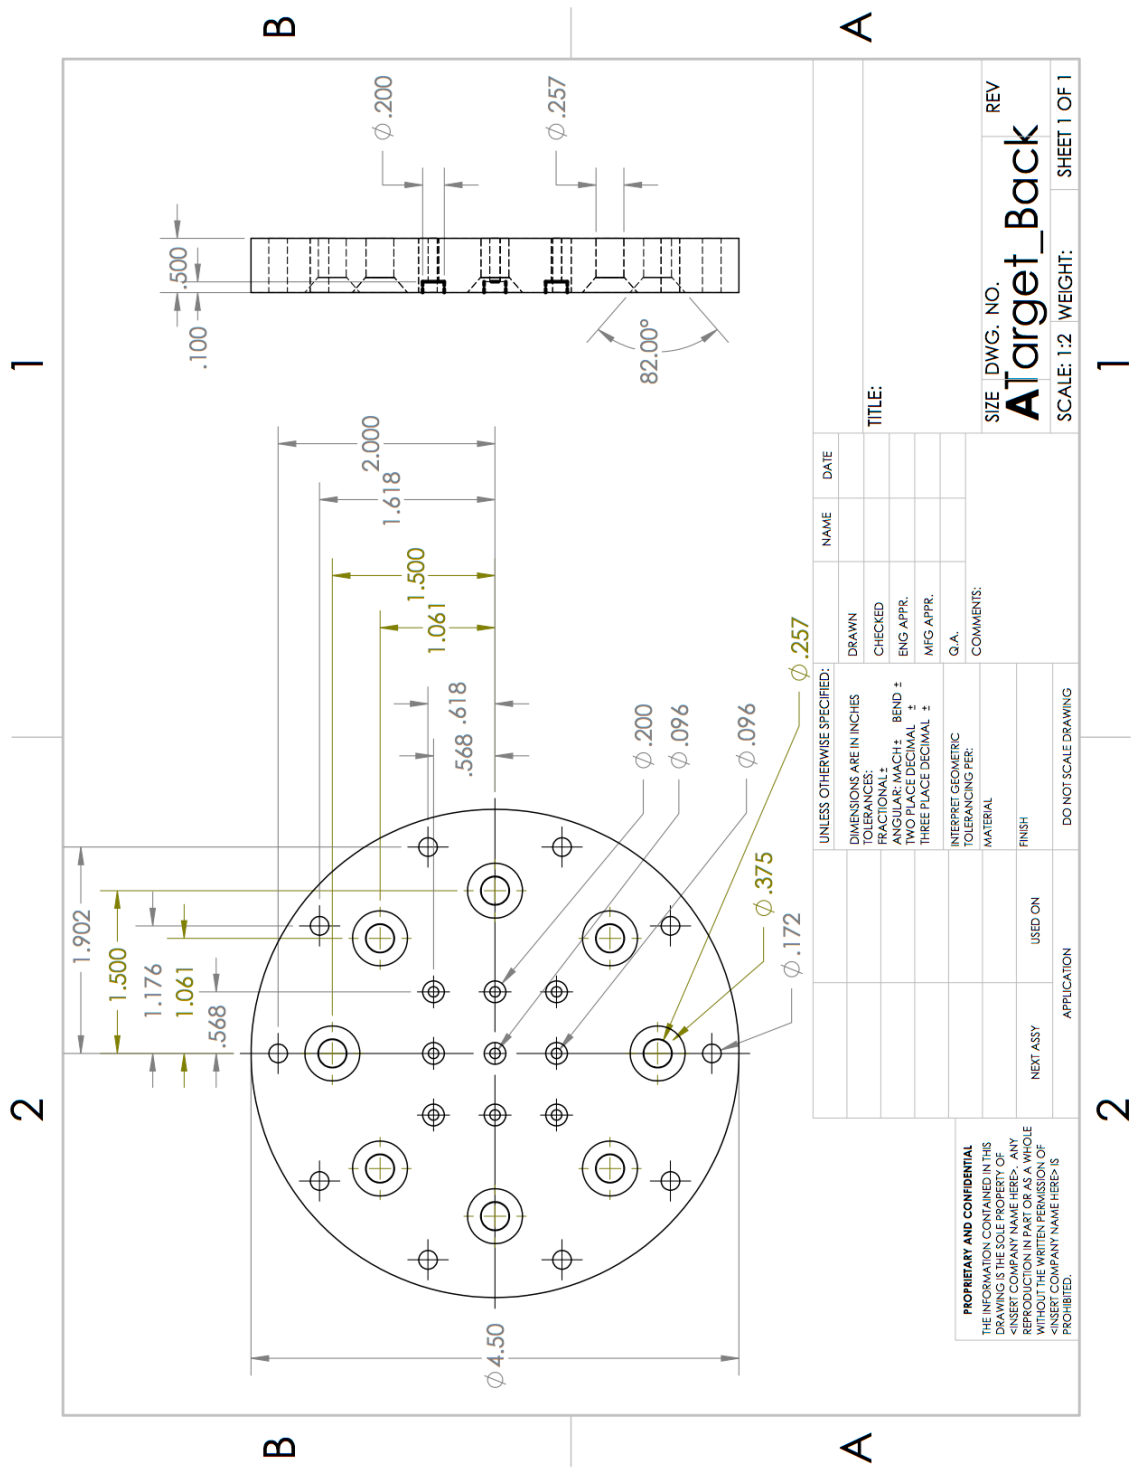 2
1
B
B
A
A
2
1
⌀4.50
1.902
1.500
1.176
1.061
.568
2.000
1.618
1.500
1.061
.568 .618
⌀.200
⌀.096
⌀.096
⌀.257
⌀.375
⌀.172
.500
.100
⌀.200
⌀.257
82.00°
PROPRIETARY AND CONFIDENTIAL
THE INFORMATION CONTAINED IN THIS
DRAWING IS THE SOLE PROPERTY OF
<INSERT COMPANY NAME HERE>. ANY
REPRODUCTION IN PART OR AS A WHOLE
WITHOUT THE WRITTEN PERMISSION OF
<INSERT COMPANY NAME HERE> IS
PROHIBITED.
NEXT ASSY
USED ON
APPLICATION
UNLESS OTHERWISE SPECIFIED:
DIMENSIONS ARE IN INCHES
TOLERANCES:
FRACTIONAL ±
ANGULAR: MACH ± BEND ±
TWO PLACE DECIMAL ±
THREE PLACE DECIMAL ±
INTERPRET GEOMETRIC
TOLERANCING PER:
MATERIAL
FINISH
DO NOT SCALE DRAWING
NAME
DATE
DRAWN
CHECKED
ENG APPR.
MFG APPR.
Q.A.
COMMENTS:
TITLE:
SIZE
DWG. NO.
REV
A
Target_Back
SCALE: 1:2
WEIGHT:
SHEET 1 OF 1